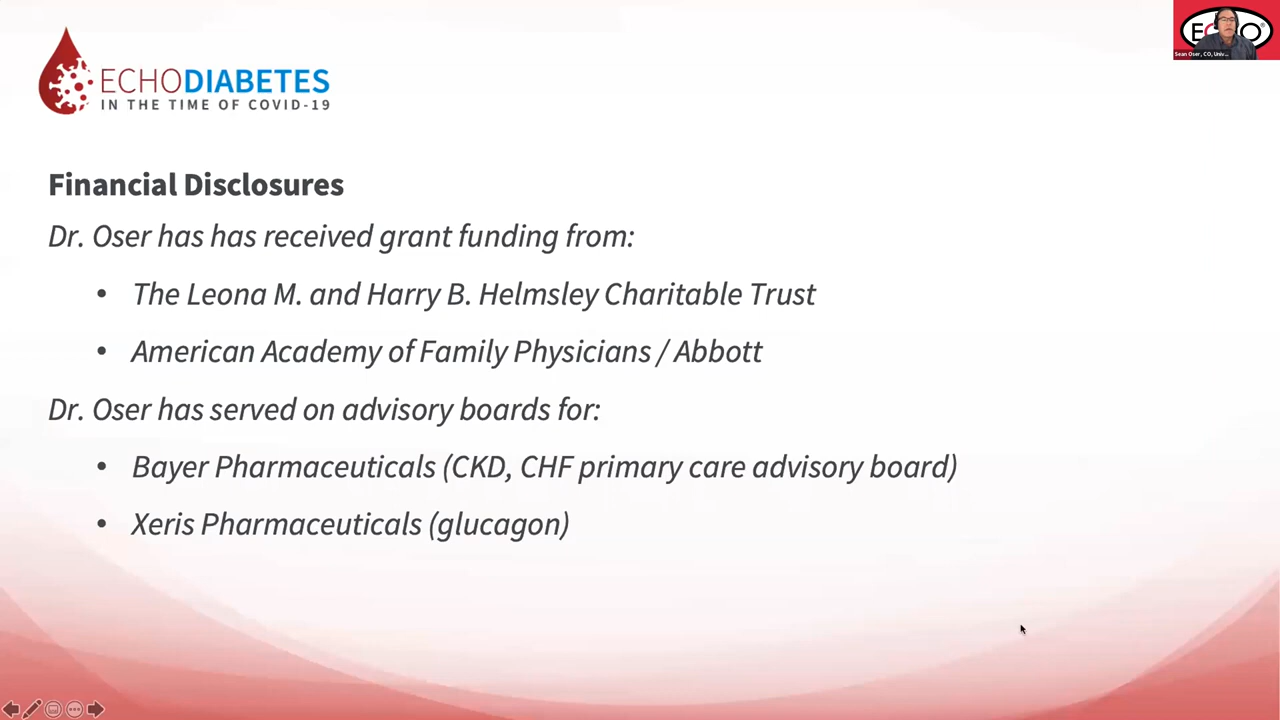 ECHODIABETES
IN THE TIME OF COVID-19
ECHO
Sean Oser, CO, Univ...
Financial Disclosures
Dr. Oser has has received grant funding from:
• The Leona M. and Harry B. Helmsley Charitable Trust
• American Academy of Family Physicians / Abbott
Dr. Oser has served on advisory boards for:
• Bayer Pharmaceuticals (CKD, CHF primary care advisory board)
• Xeris Pharmaceuticals (glucagon)